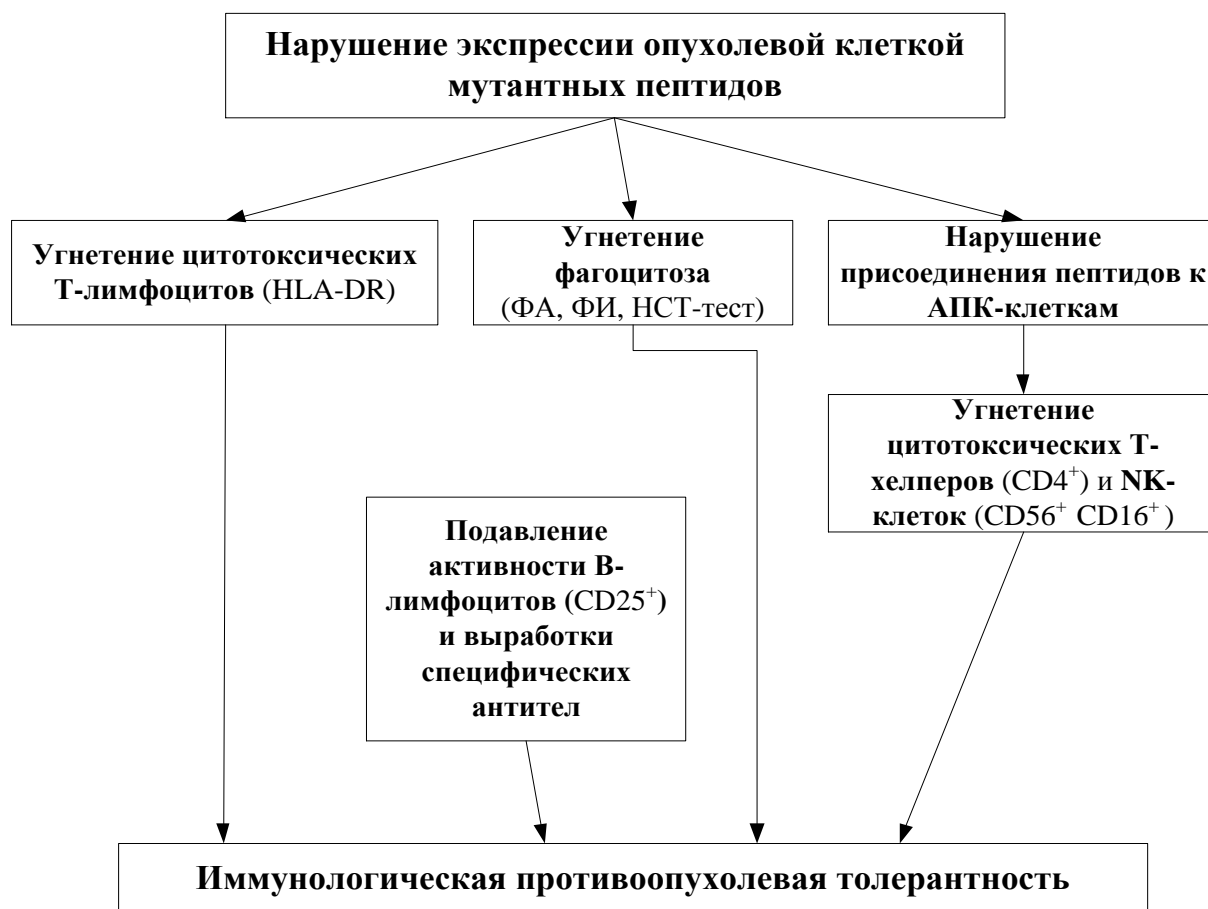 Нарушение экспрессии опухолевой клеткой
мутантных пептидов
Угнетение цитотоксических
Т-лимфоцитов (HLA-DR)
Угнетение
фагоцитоза
(ФА, ФИ, НСТ-тест)
Нарушение
присоединения пептидов к
АПК-клеткам
Угнетение
цитотоксических Т-
хелперов (CD4⁺) и NK-
клеток (CD56⁺ CD16⁺ )
Подавление
активности В-
лимфоцитов (CD25⁺)
и выработки
специфических
антител
Иммунологическая противоопухолевая толерантность